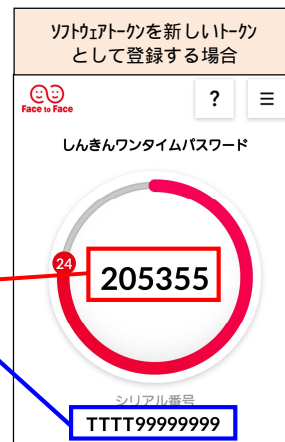 ソフトウェアトークンを新しいトークン
として登録する場合
Face to Face
?
しんきんワンタイムパスワード
24
205355
シリアル番号
TTTT99999999